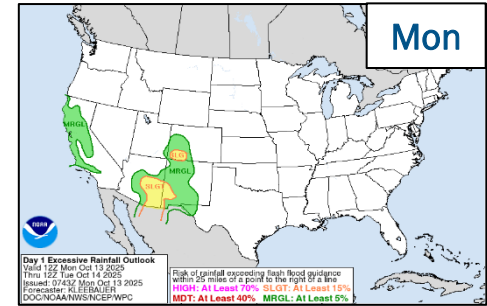 Mon
MRGL
SLGT
MRGL
SLGT
NOAA
Day 1 Excessive Rainfall Outlook
Valid 12Z Mon Oct 13 2025
Thru 12Z Tue Oct 14 2025
Issued: 0743Z Mon Oct 13 2025
Forecaster: KLEEBAUER
DOC/NOAA/NWS/NCEP/WPC
Risk of rainfall exceeding flash flood guidance
within 25 miles of a point to the right of a line
HIGH: At Least 70% SLGT: At Least 15%
MDT: At Least 40% MRGL: At Least 5%